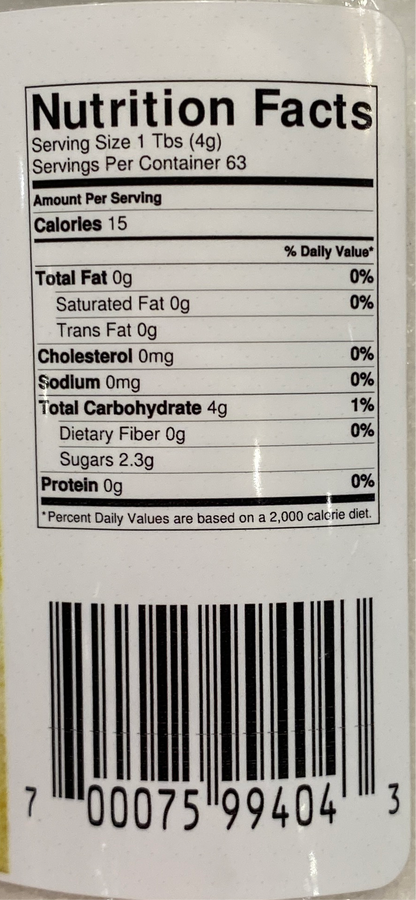 Nutrition Facts
Serving Size 1 Tbs (4g)
Servings Per Container 63
Amount Per Serving
Calories 15
% Daily Value*
Total Fat 0g 0%
Saturated Fat 0g 0%
Trans Fat 0g
Cholesterol 0mg 0%
Sodium 0mg 0%
Total Carbohydrate 4g 1%
Dietary Fiber 0g 0%
Sugars 2.3g
Protein 0g 0%
*Percent Daily Values are based on a 2,000 calorie diet.
7 00075 99404 3